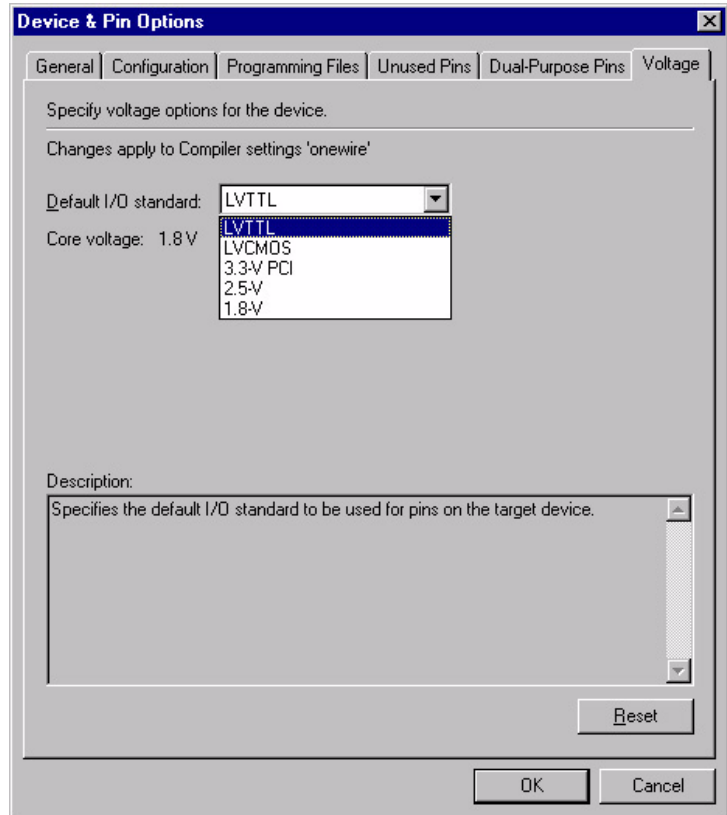 Device & Pin Options
General Configuration Programming Files Unused Pins Dual-Purpose Pins Voltage
Specify voltage options for the device.
Changes apply to Compiler settings 'onewire'
Default I/O standard: LVTTL
LVTTL
Core voltage: 1.8 V
LVCMOS
3.3-V PCI
2.5-V
1.8-V
Description:
Specifies the default I/O standard to be used for pins on the target device.
Reset
OK Cancel